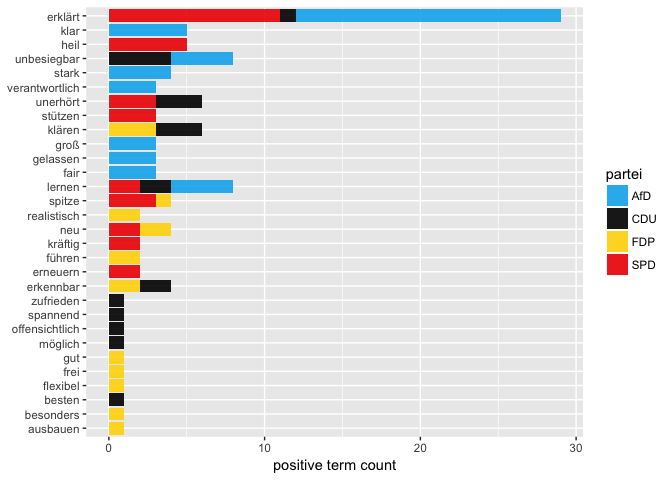 erklärt
klar
heil
unbesiegbar
stark
verantwortlich
unerhört
stützen
klären
groß
gelassen
fair
lernen
spitze
realistisch
neu
kräftig
führen
erneuern
erkennbar
zufrieden
spannend
offensichtlich
möglich
gut
frei
flexibel
besten
besonders
ausbauen
0 10 20 30
positive term count
partei
AfD
CDU
FDP
SPD